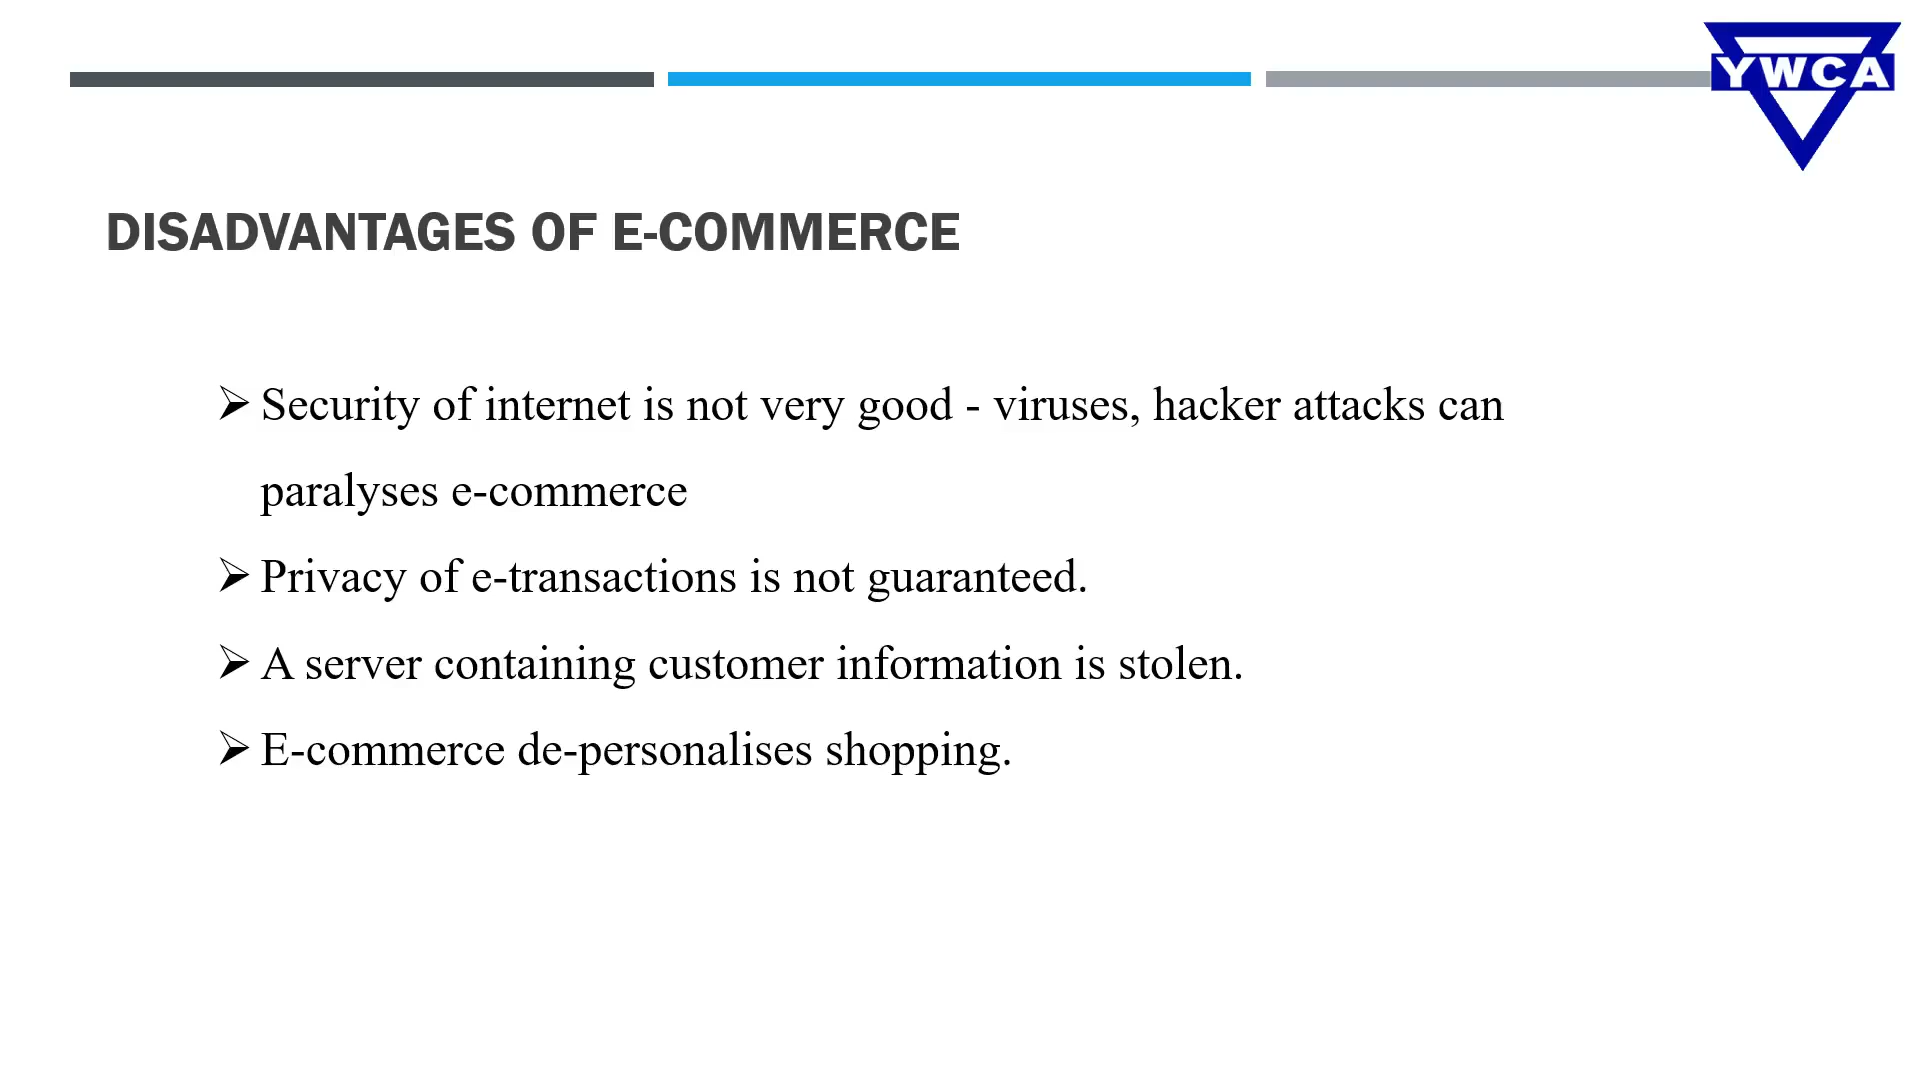 YWCA
DISADVANTAGES OF E-COMMERCE
➢ Security of internet is not very good - viruses, hacker attacks can
paralyses e-commerce
➢ Privacy of e-transactions is not guaranteed.
➢ A server containing customer information is stolen.
➢ E-commerce de-personalises shopping.